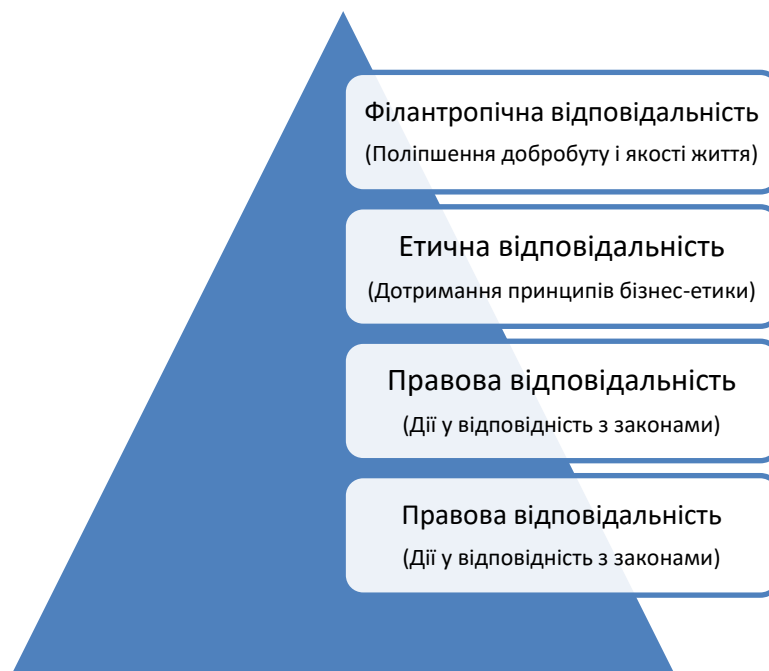 Філантропічна відповідальність
(Поліпшення добробуту і якості життя)
Етична відповідальність
(Дотримання принципів бізнес-етики)
Правова відповідальність
(Дії у відповідність з законами)
Правова відповідальність
(Дії у відповідність з законами)